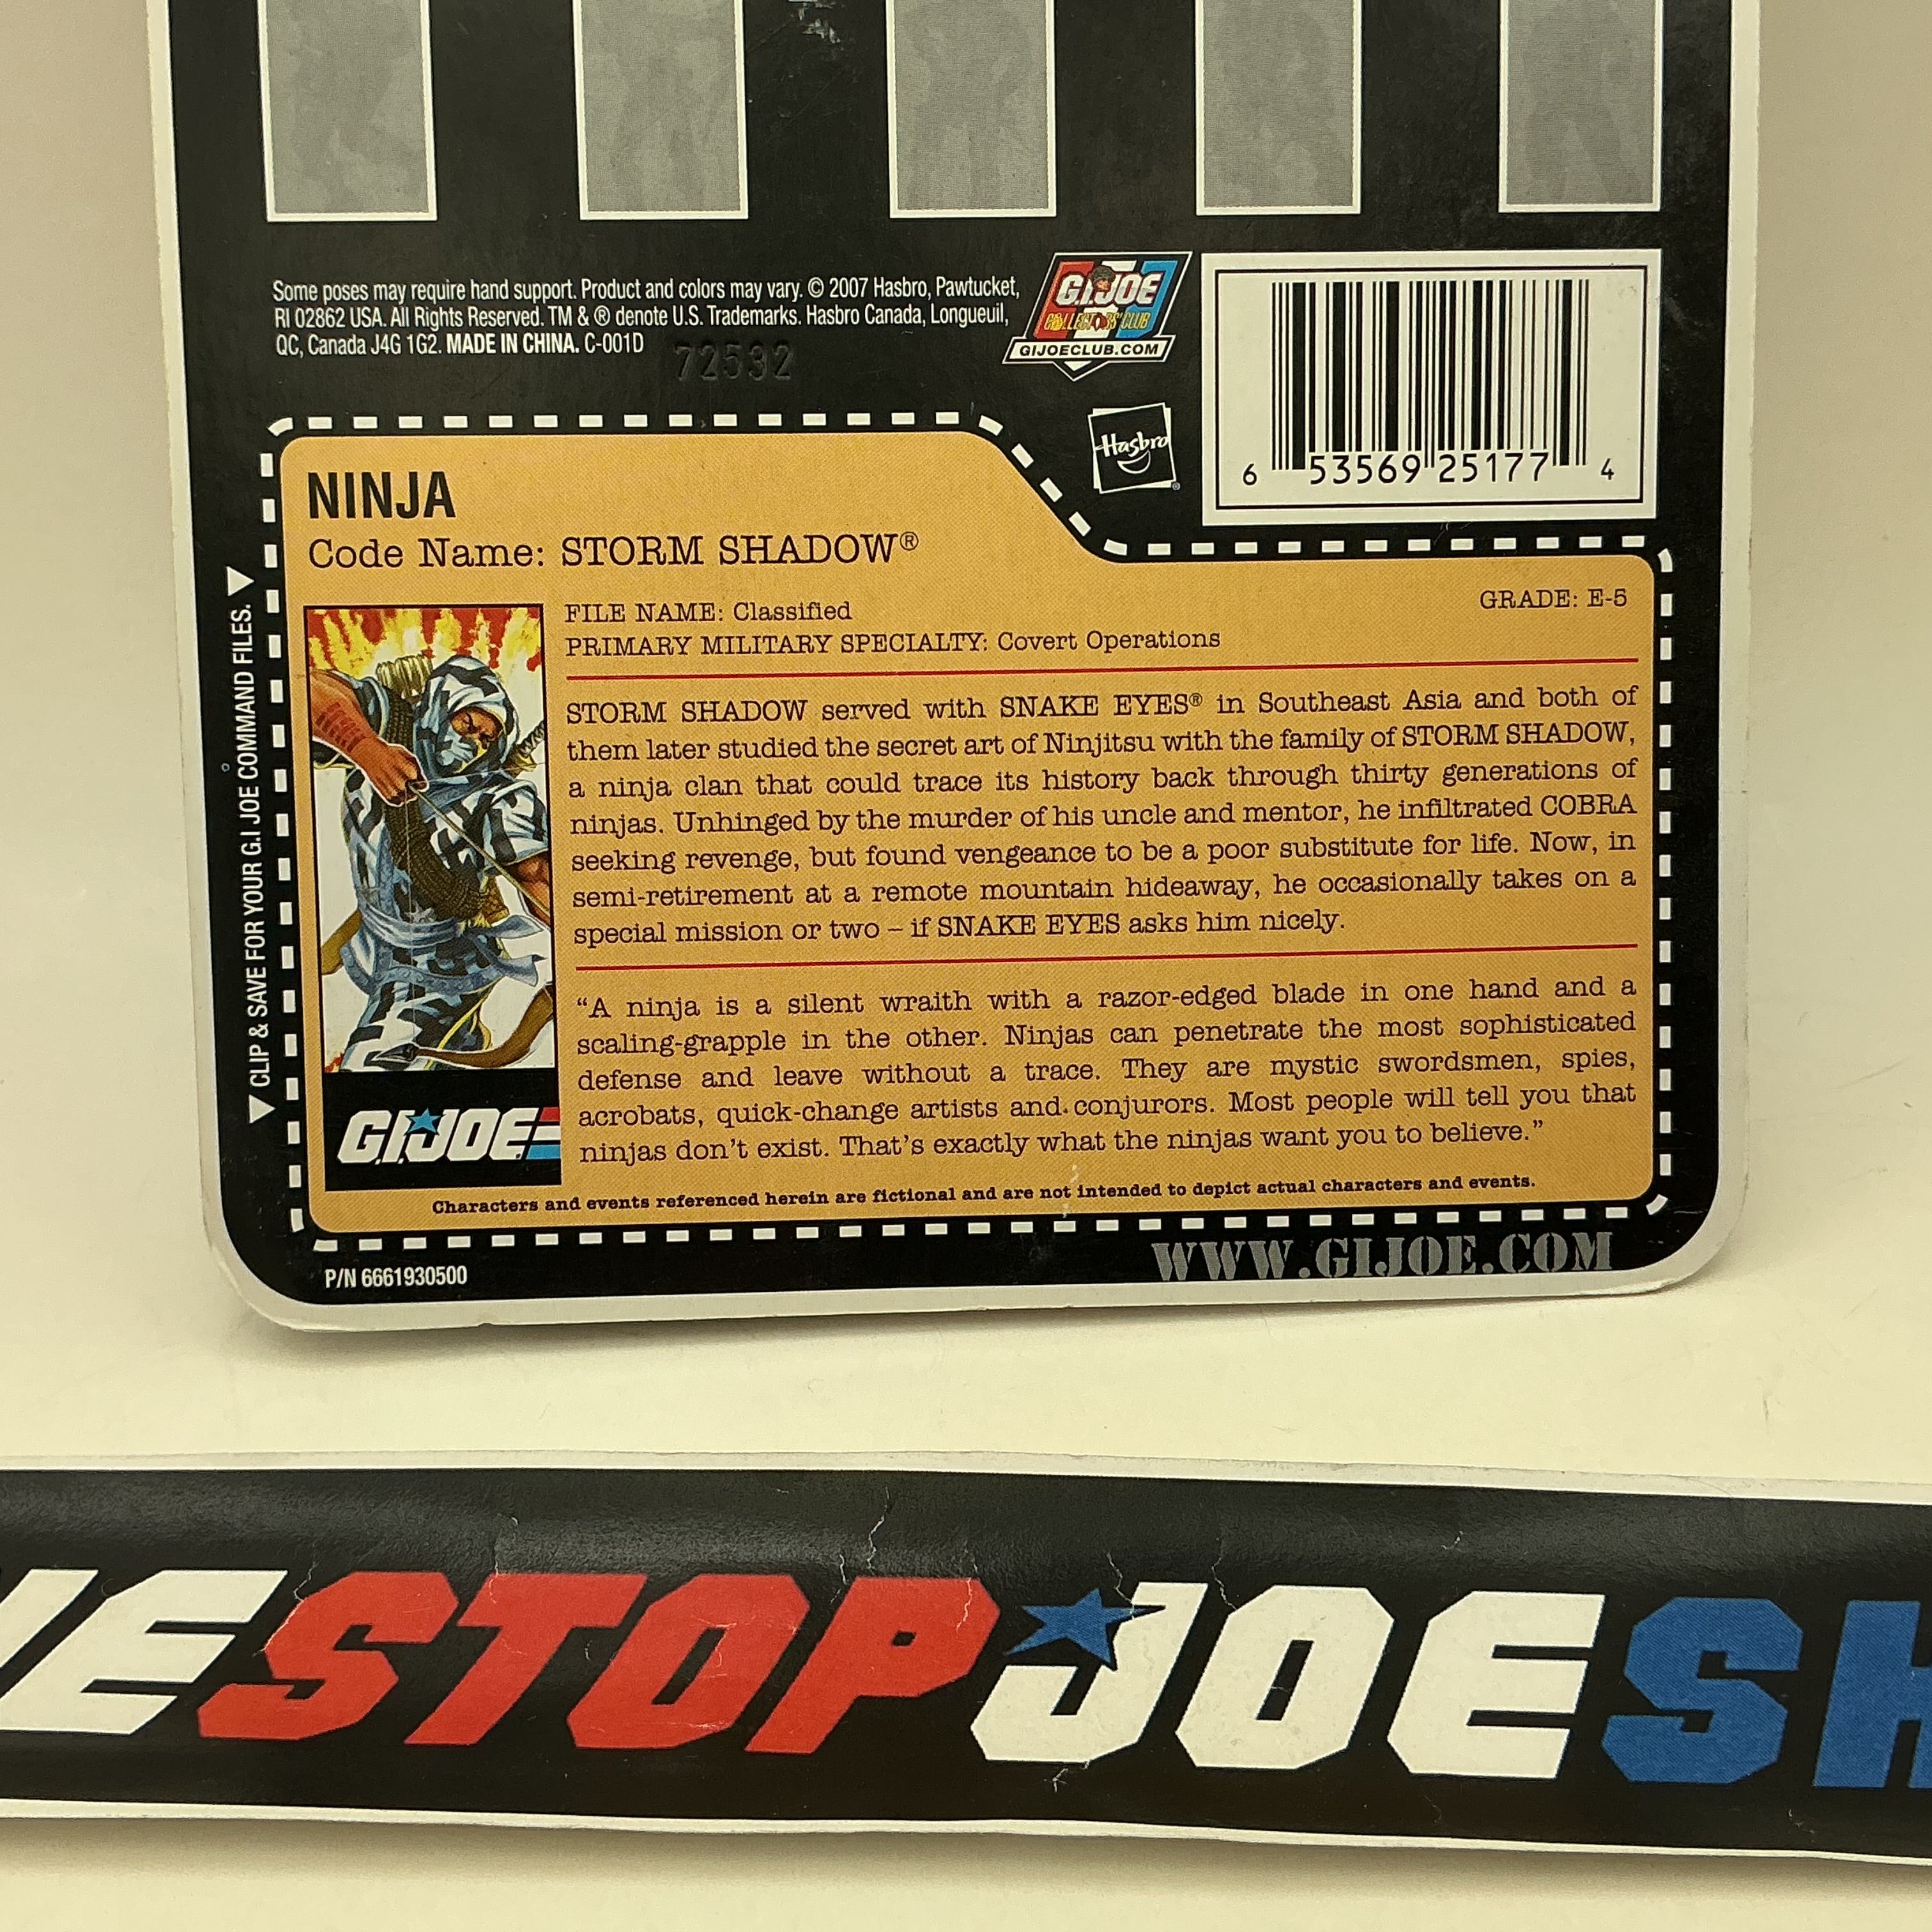 Some poses may require hand support. Product and colors may vary. © 2007 Hasbro, Pawtucket,
RI 02862 USA. All Rights Reserved. TM & ® denote U.S. Trademarks. Hasbro Canada, Longueuil,
QC, Canada J4G 1G2. MADE IN CHINA. C-001D
72532
G.I.JOE
COLLECTORS' CLUB
GIJOECLUB.COM
Hasbro
®
6 53569 25177 4
NINJA
Code Name: STORM SHADOW®
FILE NAME: Classified
GRADE: E-5
PRIMARY MILITARY SPECIALTY: Covert Operations
STORM SHADOW served with SNAKE EYES® in Southeast Asia and both of
them later studied the secret art of Ninjitsu with the family of STORM SHADOW,
a ninja clan that could trace its history back through thirty generations of
ninjas. Unhinged by the murder of his uncle and mentor, he infiltrated COBRA
seeking revenge, but found vengeance to be a poor substitute for life. Now, in
semi-retirement at a remote mountain hideaway, he occasionally takes on a
special mission or two – if SNAKE EYES asks him nicely.
“A ninja is a silent wraith with a razor-edged blade in one hand and a
scaling-grapple in the other. Ninjas can penetrate the most sophisticated
defense and leave without a trace. They are mystic swordsmen, spies,
acrobats, quick-change artists and conjurors. Most people will tell you that
ninjas don’t exist. That’s exactly what the ninjas want you to believe.”
G.I.JOE
Characters and events referenced herein are fictional and are not intended to depict actual characters and events.
CLIP & SAVE FOR YOUR G.I JOE COMMAND FILES.
P/N 6661930500
WWW.GIJOE.COM
ESTOPJOESH